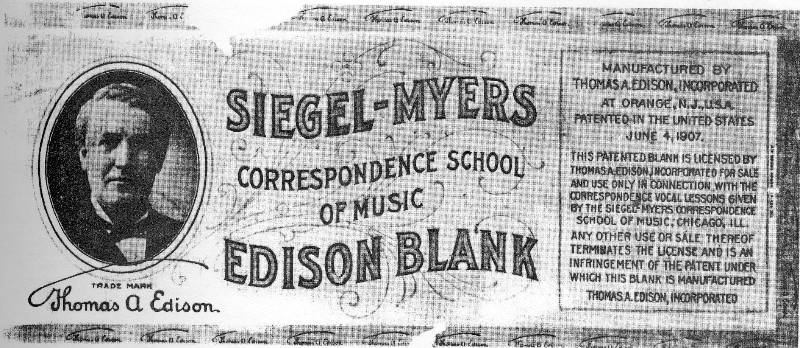 SIEGEL-MYERS
CORRESPONDENCE SCHOOL
OF MUSIC
EDISON BLANK
TRADE MARK
Thomas A Edison
MANUFACTURED BY
THOMAS A. EDISON, INCORPORATED
AT ORANGE, N.J., U.S.A.
PATENTED IN THE UNITED STATES
JUNE 4, 1907.
THIS PATENTED BLANK IS LICENSED BY
THOMAS A. EDISON, INCORPORATED FOR SALE
AND USE ONLY IN CONNECTION WITH THE
CORRESPONDENCE VOCAL LESSONS GIVEN
BY THE SIEGEL-MYERS CORRESPONDENCE
SCHOOL OF MUSIC, CHICAGO, ILL.
ANY OTHER USE OR SALE THEREOF
TERMINATES THE LICENSE AND IS AN
INFRINGEMENT OF THE PATENT UNDER
WHICH THIS BLANK IS MANUFACTURED
THOMAS A. EDISON, INCORPORATED